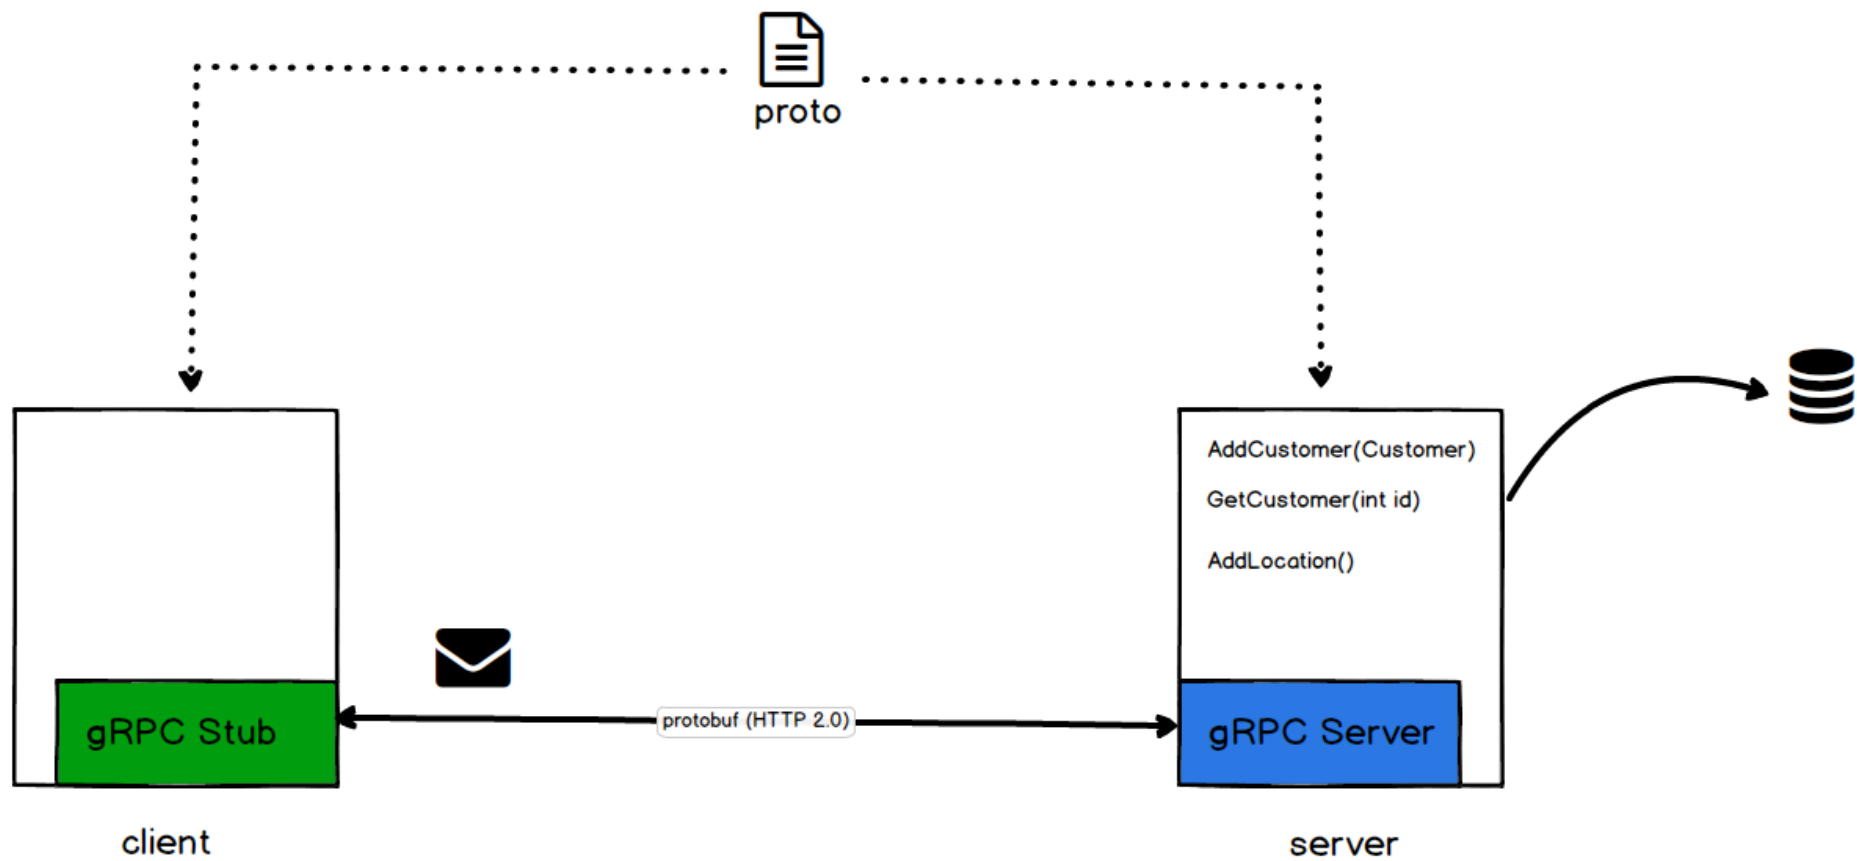 proto
AddCustomer(Customer)
GetCustomer(int id)
AddLocation()
protobuf (HTTP 2.0)
gRPC Stub
gRPC Server
client
server